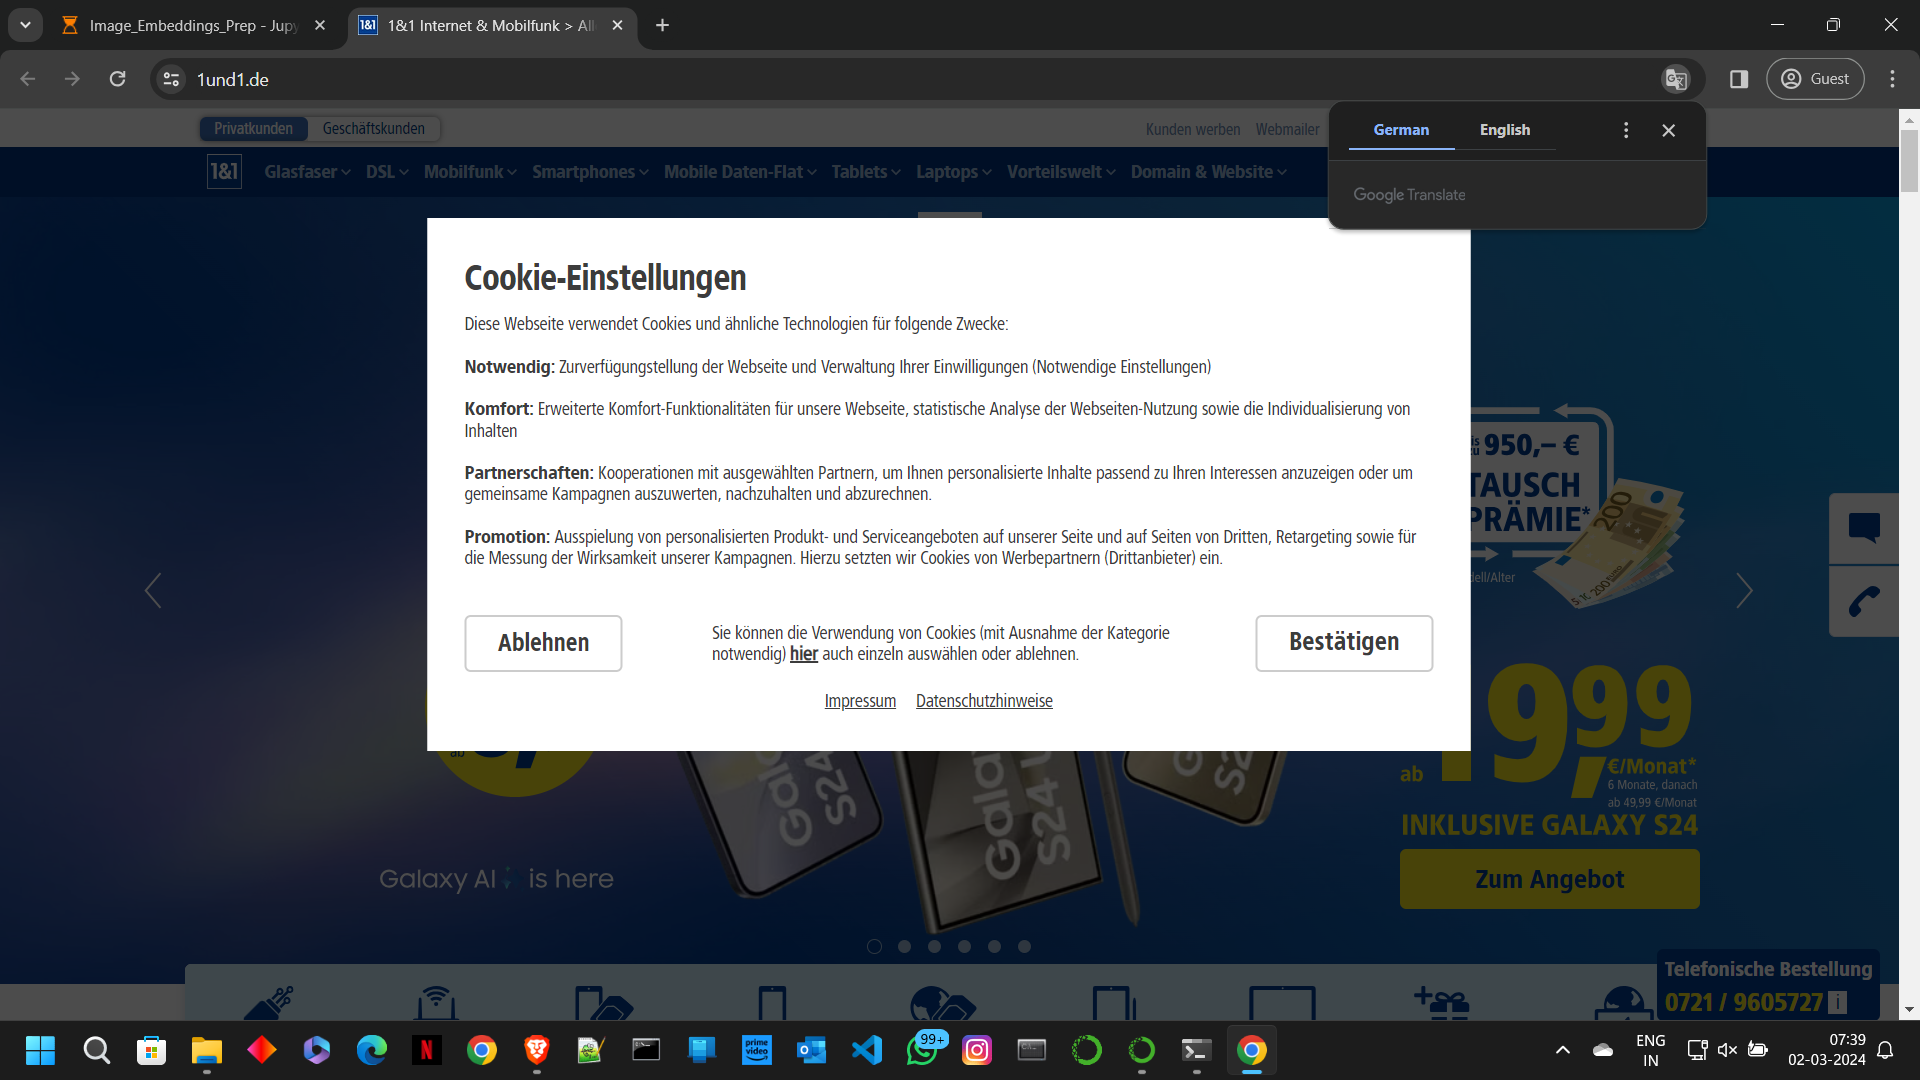 Image_Embeddings_Prep - Jupy
1&1 Internet & Mobilfunk > All
1und1.de
Guest
German
English
Google Translate
Privatkunden
Geschäftskunden
Kunden werben
Webmailer
1&1
Glasfaser
DSL
Mobilfunk
Smartphones
Mobile Daten-Flat
Tablets
Laptops
Vorteilswelt
Domain & Website
Cookie-Einstellungen
Diese Webseite verwendet Cookies und ähnliche Technologien für folgende Zwecke:
Notwendig: Zurverfügungstellung der Webseite und Verwaltung Ihrer Einwilligungen (Notwendige Einstellungen)
Komfort: Erweiterte Komfort-Funktionalitäten für unsere Webseite, statistische Analyse der Webseiten-Nutzung sowie die Individualisierung von
Inhalten
Partnerschaften: Kooperationen mit ausgewählten Partnern, um Ihnen personalisierte Inhalte passend zu Ihren Interessen anzuzeigen oder um
gemeinsame Kampagnen auszuwerten, nachzuhalten und abzurechnen.
Promotion: Ausspielung von personalisierten Produkt- und Serviceangeboten auf unserer Seite und auf Seiten von Dritten, Retargeting sowie für
die Messung der Wirksamkeit unserer Kampagnen. Hierzu setzten wir Cookies von Werbepartnern (Drittanbieter) ein.
Ablehnen
Sie können die Verwendung von Cookies (mit Ausnahme der Kategorie
notwendig) hier auch einzeln auswählen oder ablehnen.
Bestätigen
Impressum
Datenschutzhinweise
950,– €
TAUSCH
PRÄMIE*
dell/Alter
ab
Galaxy AI is here
S24
S24 U
S24
ab
19,99
€/Monat*
6 Monate, danach
ab 49,99 €/Monat
INKLUSIVE GALAXY S24
Zum Angebot
Telefonische Bestellung
0721 / 9605727 i
prime
video
99+
ENG
IN
07:39
02-03-2024